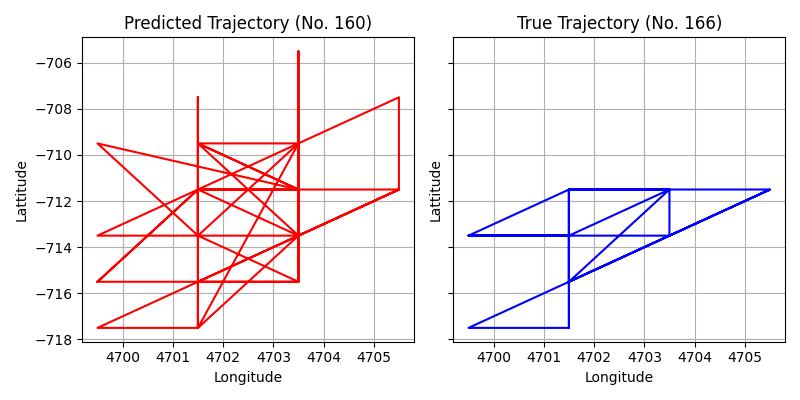 Predicted Trajectory (No. 160)
−706
−708
−710
−712
−714
−716
−718
Lattitude
4700 4701 4702 4703 4704 4705
Longitude
True Trajectory (No. 166)
Lattitude
4700 4701 4702 4703 4704 4705
Longitude